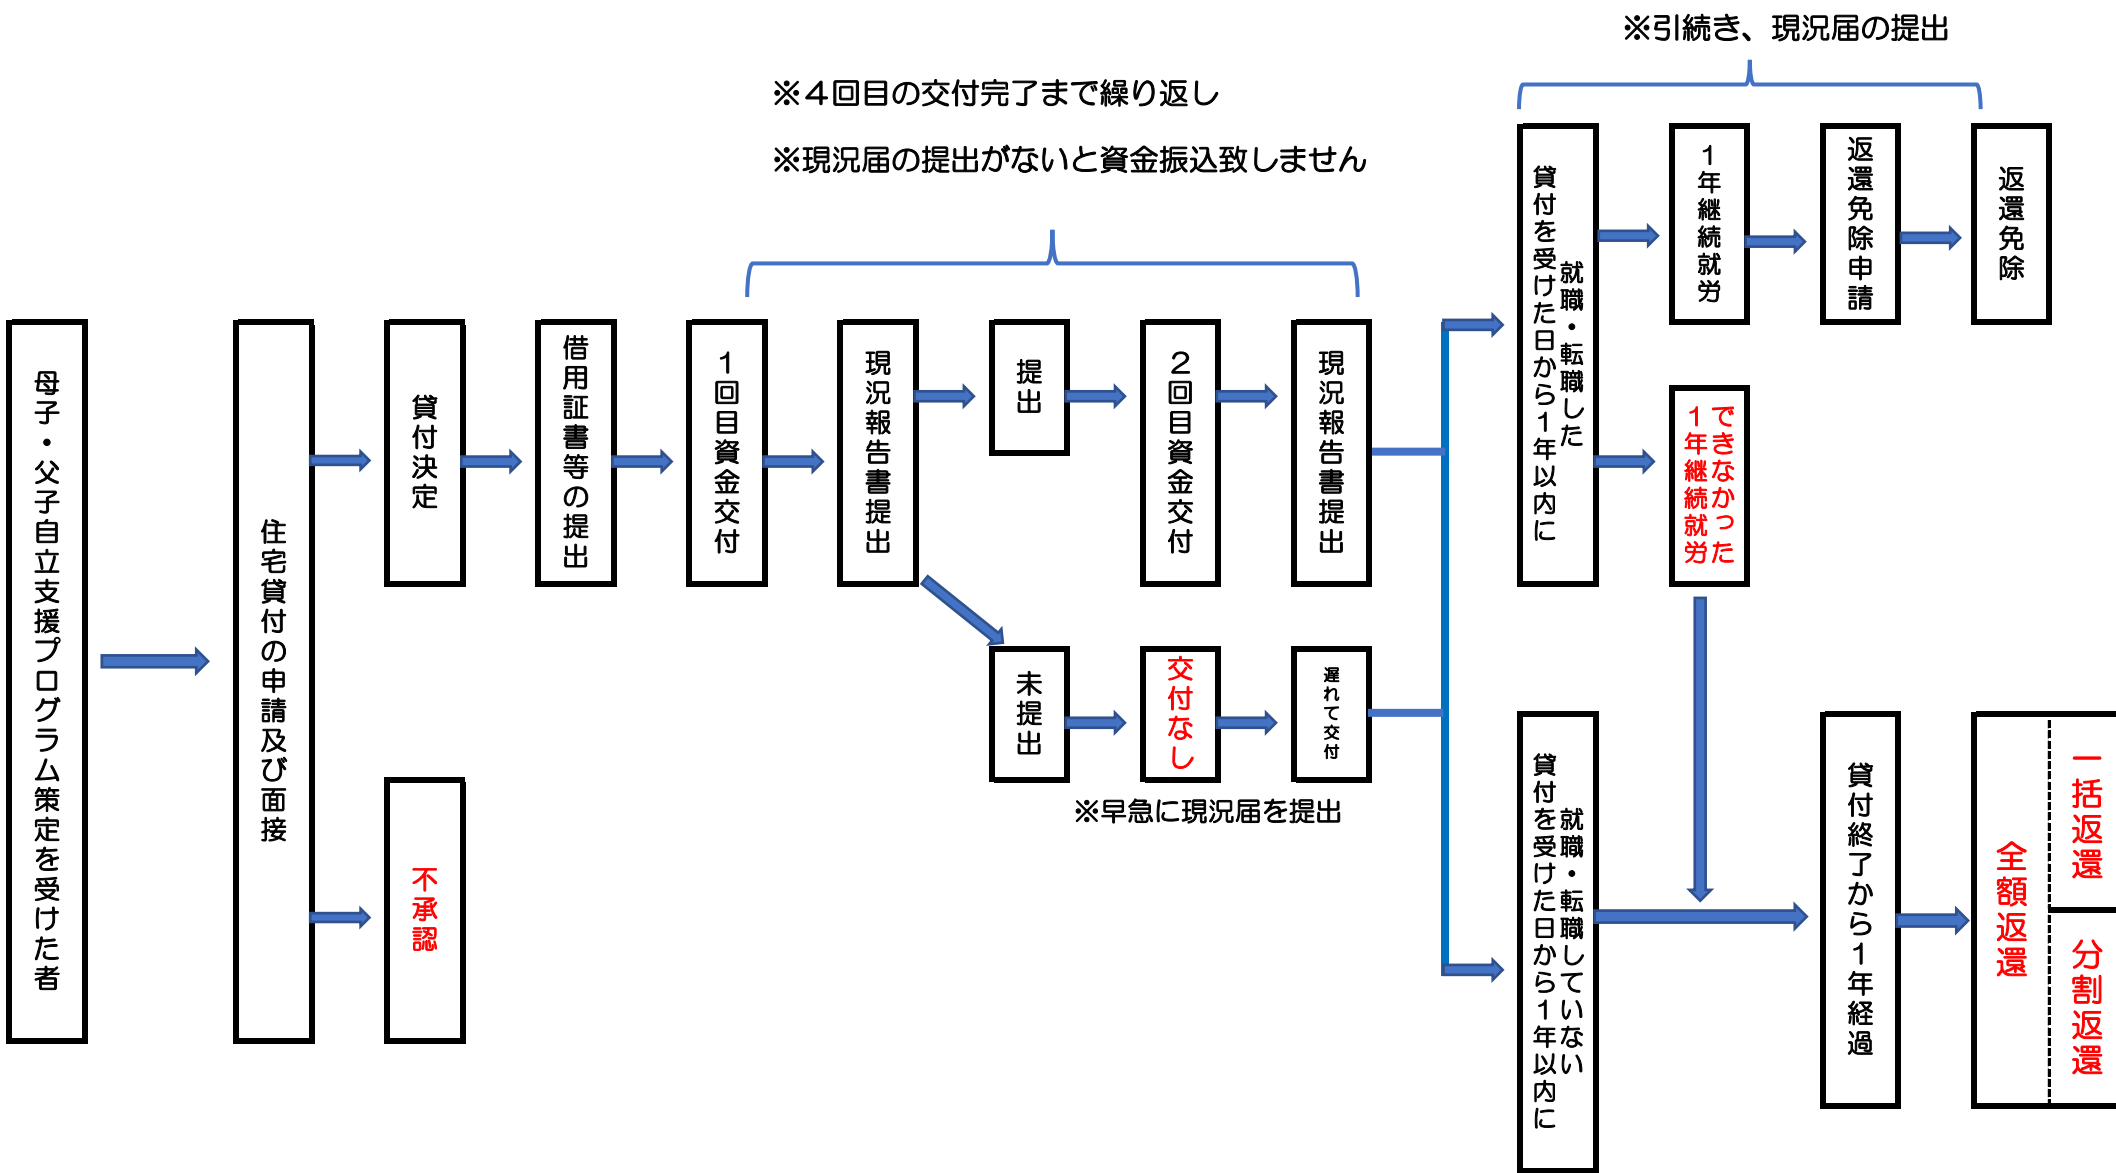 ※引続き、現況届の提出
※４回目の交付完了まで繰り返し
※現況届の提出がないと資金振込致しません
母子・父子自立支援プログラム策定を受けた者
住宅貸付の申請及び面接
貸付決定
不承認
借用証書等の提出
１回目資金交付
現況報告書提出
提出
未提出
２回目資金交付
交付なし
現況報告書提出
遅れて交付
※早急に現況届を提出
貸付を受けた日から１年以内に
就職・転職した
１年継続就労
返還免除申請
返還免除
１年継続就労
できなかった
貸付を受けた日から１年以内に
就職・転職していない
貸付終了から１年経過
全額返還
一括返還
分割返還